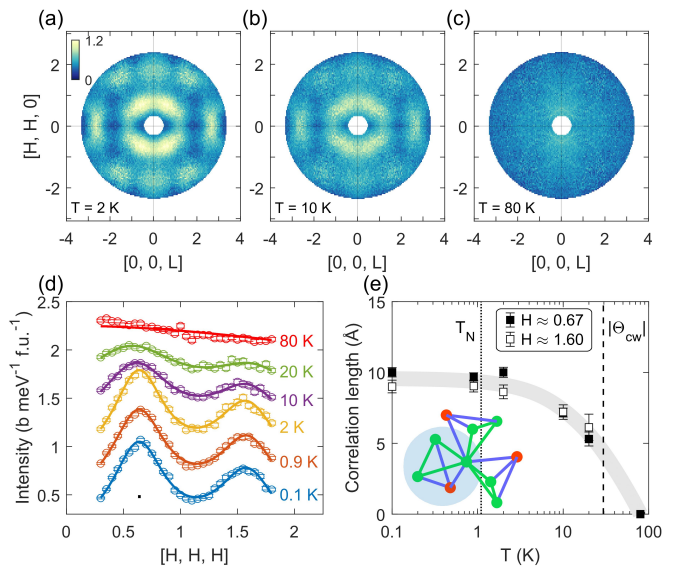 (a)
(b)
(c)
1.2
0
2
0
-2
[H, H, 0]
T = 2 K
-4 -2 0 2 4
[0, 0, L]
2
0
-2
T = 10 K
-4 -2 0 2 4
[0, 0, L]
2
0
-2
T = 80 K
-4 -2 0 2 4
[0, 0, L]
(d)
2.5
2
1.5
1
0.5
Intensity (b meV⁻¹ f.u.⁻¹)
80 K
20 K
10 K
2 K
0.9 K
0.1 K
0 0.5 1 1.5 2
[H, H, H]
(e)
15
10
5
0
Correlation length (Å)
T_N
H ≈ 0.67
H ≈ 1.60
|Θ_cw|
0.1 1 10 100
T (K)